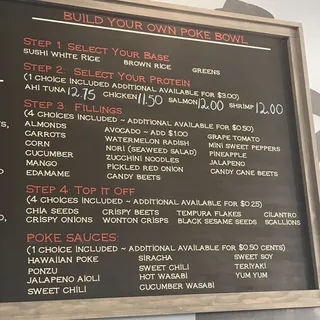 BUILD YOUR OWN POKE BOWL
STEP 1: SELECT YOUR BASE
SUSHI WHITE RICE BROWN RICE GREENS
STEP 2: SELECT YOUR PROTEIN
(1 CHOICE INCLUDED ADDITIONAL AVAILABLE FOR $3.00)
AHI TUNA 12.75 CHICKEN 11.50 SALMON 12.00 SHRIMP 12.00
STEP 3: FILLINGS
(4 CHOICES INCLUDED ~ ADDITIONAL AVAILABLE FOR $0.50)
ALMONDS AVOCADO ~ ADD $1.00 GRAPE TOMATO
CARROTS WATERMELON RADISH MINI SWEET PEPPERS
CORN NORI (SEAWEED SALAD) PINEAPPLE
CUCUMBER ZUCCHINI NOODLES JALAPENO
MANGO PICKLED RED ONION CANDY CANE BEETS
EDAMAME CANDY BEETS
STEP 4: TOP IT OFF
(4 CHOICES INCLUDED ~ ADDITIONAL AVAILABLE FOR $0.25)
CHIA SEEDS CRISPY BEETS TEMPURA FLAKES CILANTRO
CRISPY ONIONS WONTON CRISPS BLACK SESAME SEEDS SCALLIONS
POKE SAUCES:
(1 CHOICE INCLUDED ~ ADDITIONAL AVAILABLE FOR $0.50 CENTS)
HAWAIIAN POKE SIRACHA SWEET SOY
PONZU SWEET CHILI TERIYAKI
JALAPENO AIOLI HOT WASABI YUM YUM
SWEET CHILI CUCUMBER WASABI